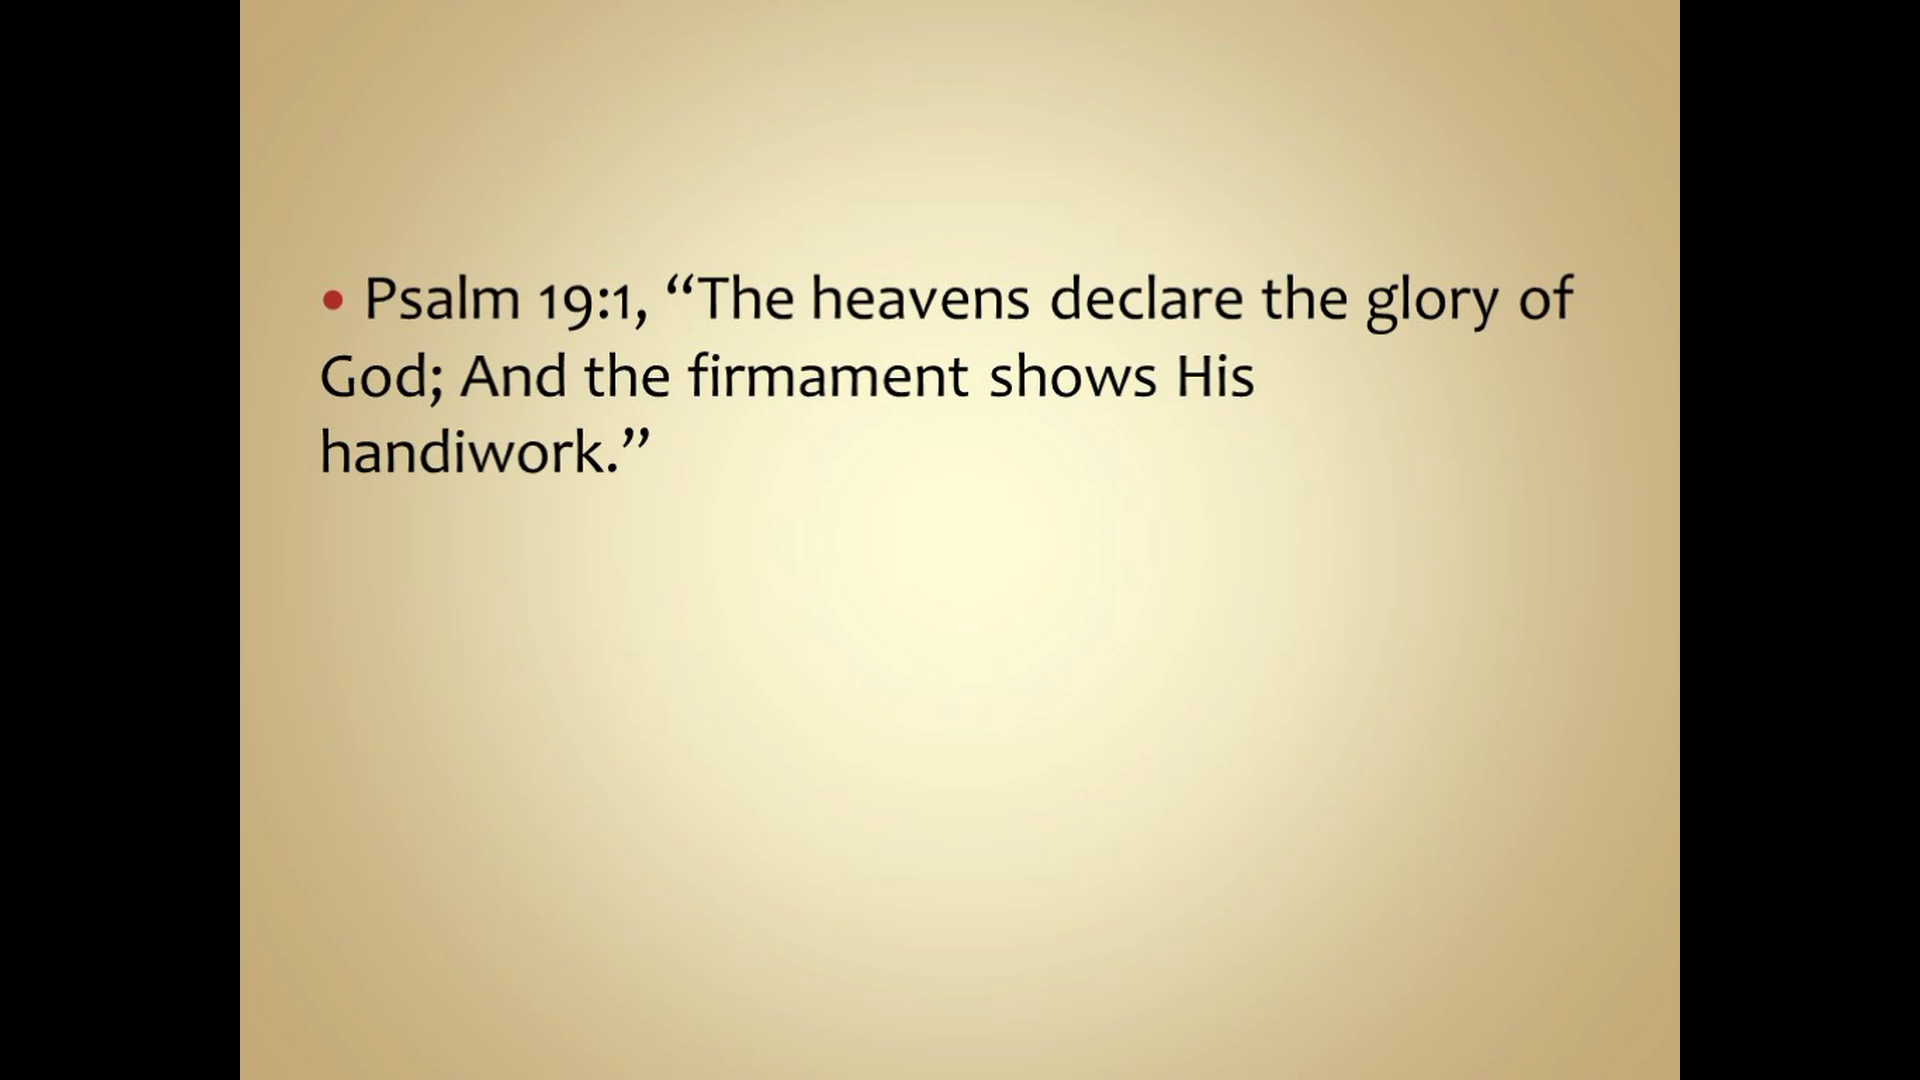 • Psalm 19:1, “The heavens declare the glory of
God; And the firmament shows His
handiwork.”